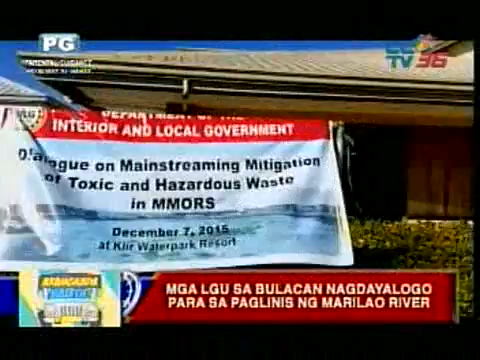 PG
PARENTAL GUIDANCE
TV36
DEPARTMENT OF THE
INTERIOR AND LOCAL GOVERNMENT
Dialogue on Mainstreaming Mitigation
of Toxic and Hazardous Waste
in MMORS
December 7, 2015
at Klir Waterpark Resort
MGA LGU SA BULACAN NAGDAYALOGO
PARA SA PAGLINIS NG MARILAO RIVER